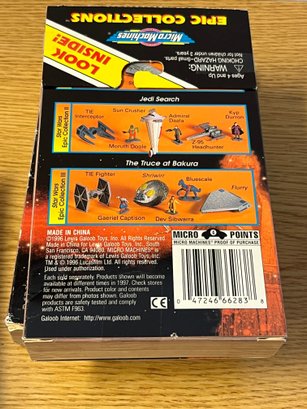 EPIC COLLECTIONS
MicroMachines
LOOK
INSIDE!
WARNING:
CHOKING HAZARD-Small parts.
Not for children under 3 years.
Ages 4 and Up
Jedi Search
Star Wars
Epic Collection II
TIE
Interceptor
Sun Crusher
Admiral
Daala
Kyp
Durron
Moruth Doole
Z-95
Headhunter
The Truce at Bakura
Star Wars
Epic Collection III
TIE Fighter
Shriwirr
Bluescale
Flurry
Gaeriel Captison
Dev Sibwarra
MADE IN CHINA
©1996 Lewis Galoob Toys, Inc. All Rights Reserved.
Made in China for Lewis Galoob Toys, Inc., South
San Francisco, CA 94080. MICRO MACHINES® is
a registered trademark of Lewis Galoob Toys, Inc.
TM & © 1996 Lucasfilm Ltd. All rights reserved.
Used under authorization.
Each sold separately. Products shown will become
available at different times in 1997. Check stores
for new arrivals. Product color and contents
may differ from photos shown. Galoob
products are safety tested and comply
with ASTM F963.
Galoob Internet: http://www.galoob.com
CE
MICRO 6 POINTS
MICRO MACHINES® PROOF OF PURCHASE
0 47246 66283 8